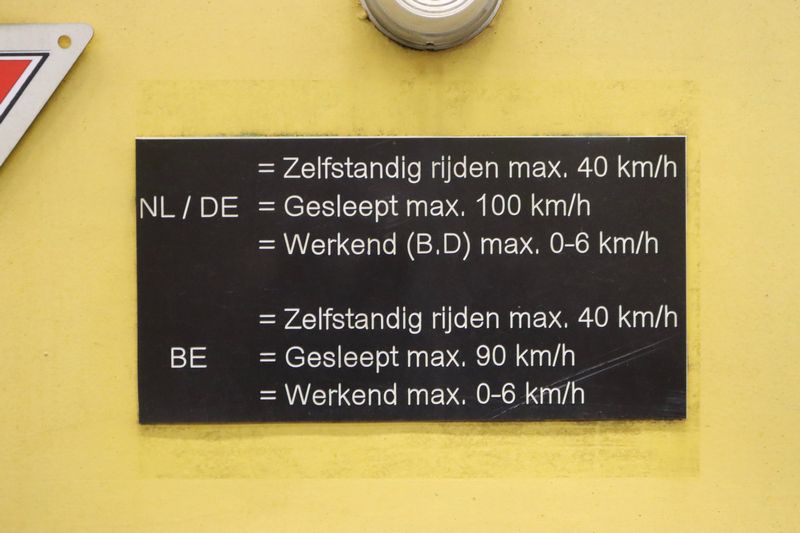 = Zelfstandig rijden max. 40 km/h
NL / DE = Gesleept max. 100 km/h
= Werkend (B.D) max. 0-6 km/h
= Zelfstandig rijden max. 40 km/h
BE = Gesleept max. 90 km/h
= Werkend max. 0-6 km/h